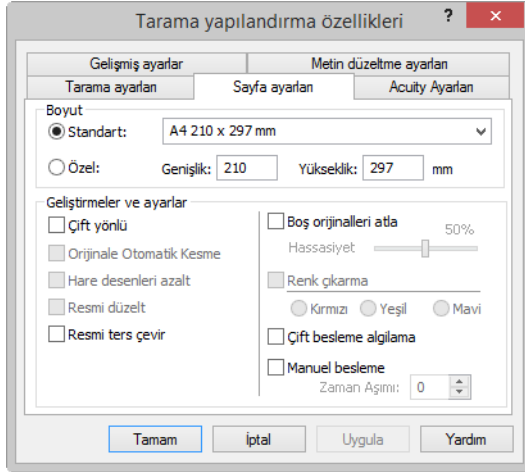 Tarama yapılandırma özellikleri ? ×
Gelişmiş ayarlar Metin düzeltme ayarları
Tarama ayarları Sayfa ayarları Acuity Ayarları
Boyut
Standart: A4 210 x 297 mm
Özel: Genişlik: 210 Yükseklik: 297 mm
Geliştirmeler ve ayarlar
Çift yönlü
Orijinale Otomatik Kesme
Hare desenleri azalt
Resmi düzelt
Resmi ters çevir
Boş orijinalleri atla 50%
Hassasiyet
Renk çıkarma
Kırmızı Yeşil Mavi
Çift besleme algilama
Manuel besleme
Zaman Aşımı: 0
Tamam İptal Uygula Yardım